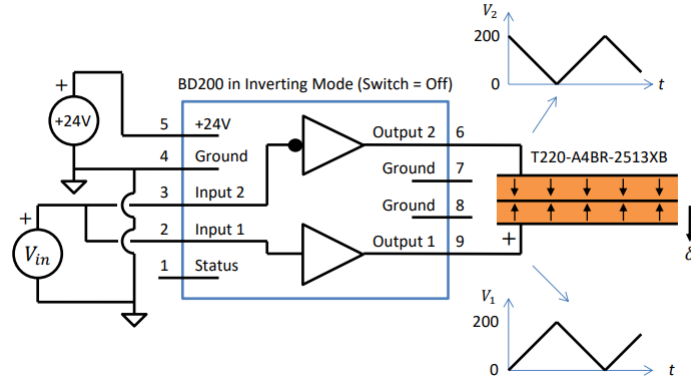 V₂
200
0
t
BD200 in Inverting Mode (Switch = Off)
+
+24V
5 +24V
4 Ground
3 Input 2
2 Input 1
1 Status
Output 2 6
Ground 7
Ground 8
Output 1 9
T220-A4BR-2513XB
+
δ
+
Vin
V₁
200
0
t